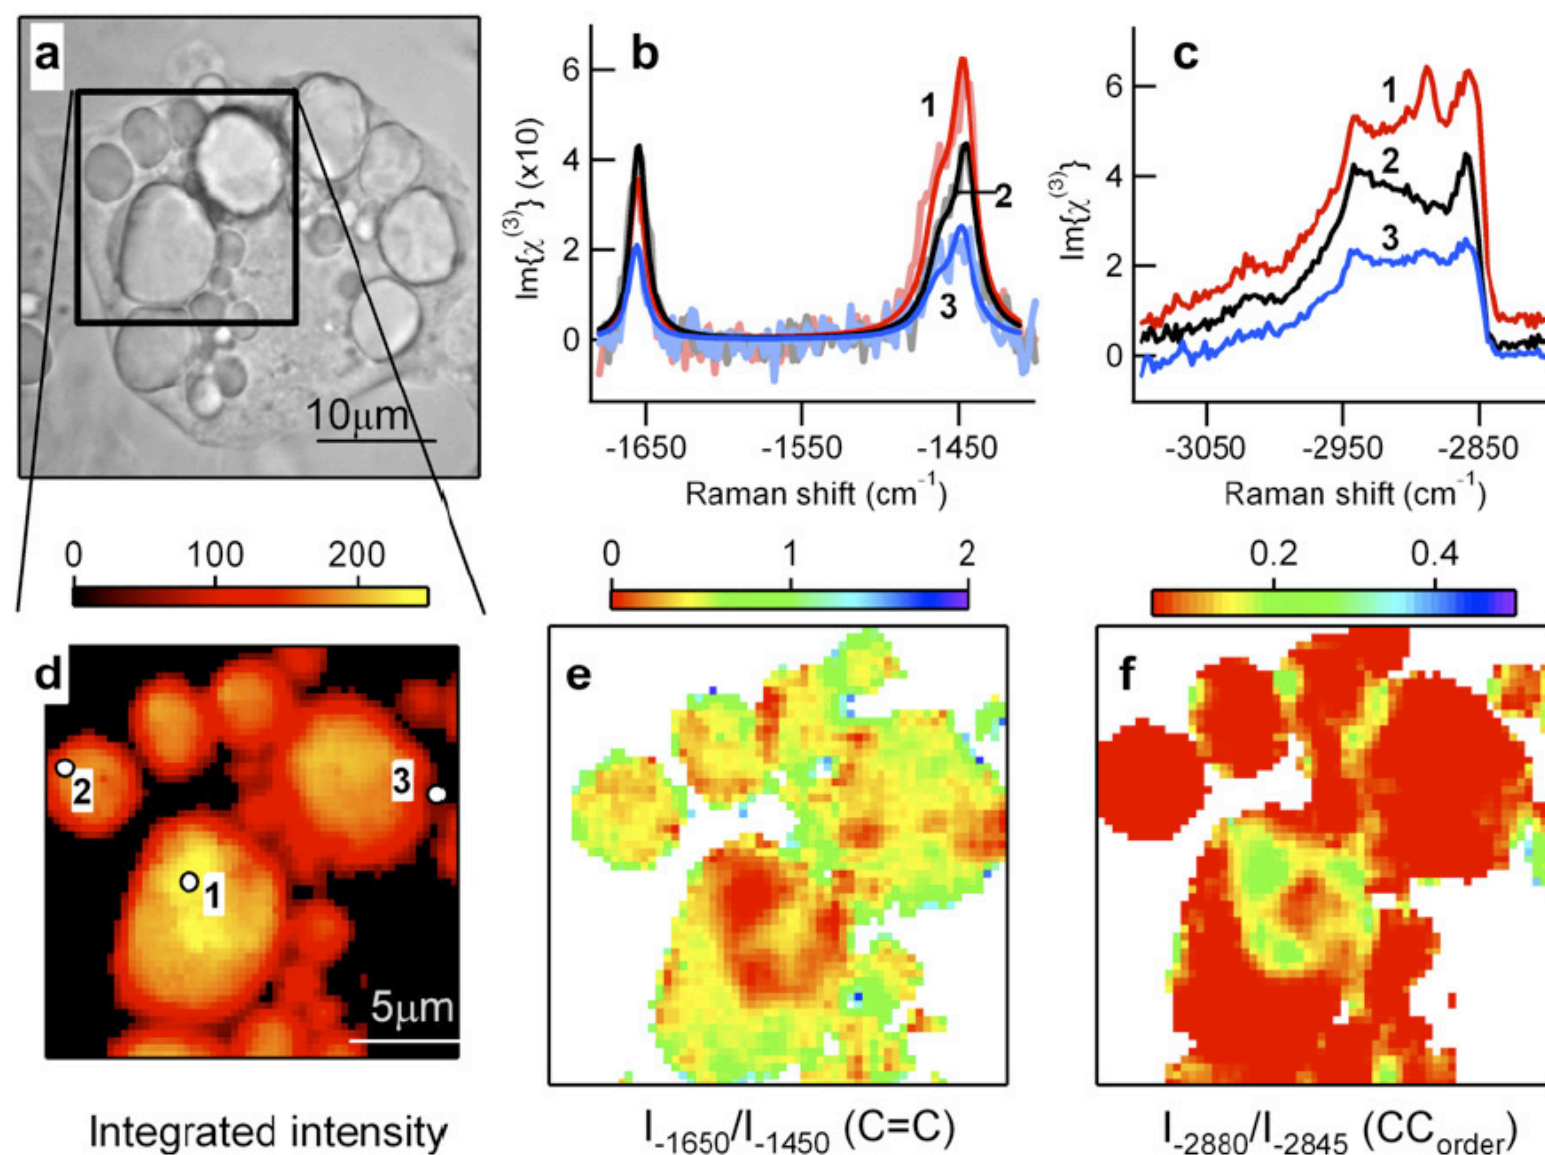 a
10μm
b
Im{χ(3)} (x10)
6
4
2
0
1
2
3
-1650 -1550 -1450
Raman shift (cm-1)
c
Im{χ(3)}
6
4
2
0
1
2
3
-3050 -2950 -2850
Raman shift (cm-1)
0 100 200
0 1 2
0.2 0.4
d
2
3
1
5μm
Integrated intensity
e
I-1650/I-1450 (C=C)
f
I-2880/I-2845 (CCorder)